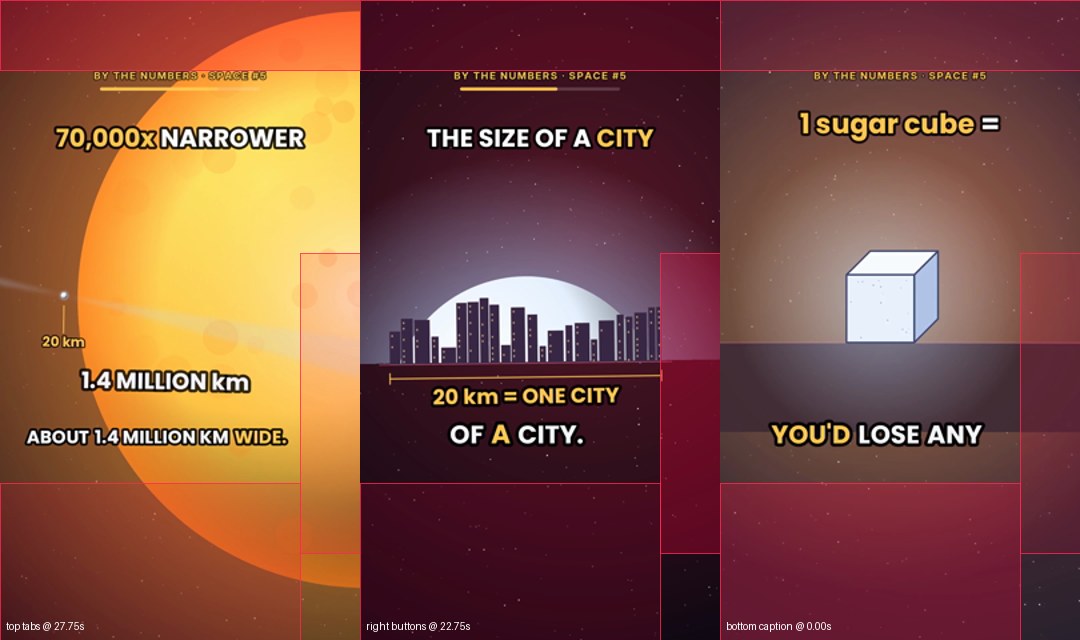 BY THE NUMBERS · SPACE #5
70,000x NARROWER
20 km
1.4 MILLION km
ABOUT 1.4 MILLION KM WIDE.
top tabs @ 27.75s
BY THE NUMBERS · SPACE #5
THE SIZE OF A CITY
20 km = ONE CITY
OF A CITY.
right buttons @ 22.75s
BY THE NUMBERS · SPACE #5
1 sugar cube =
YOU'D LOSE ANY
bottom caption @ 0.00s